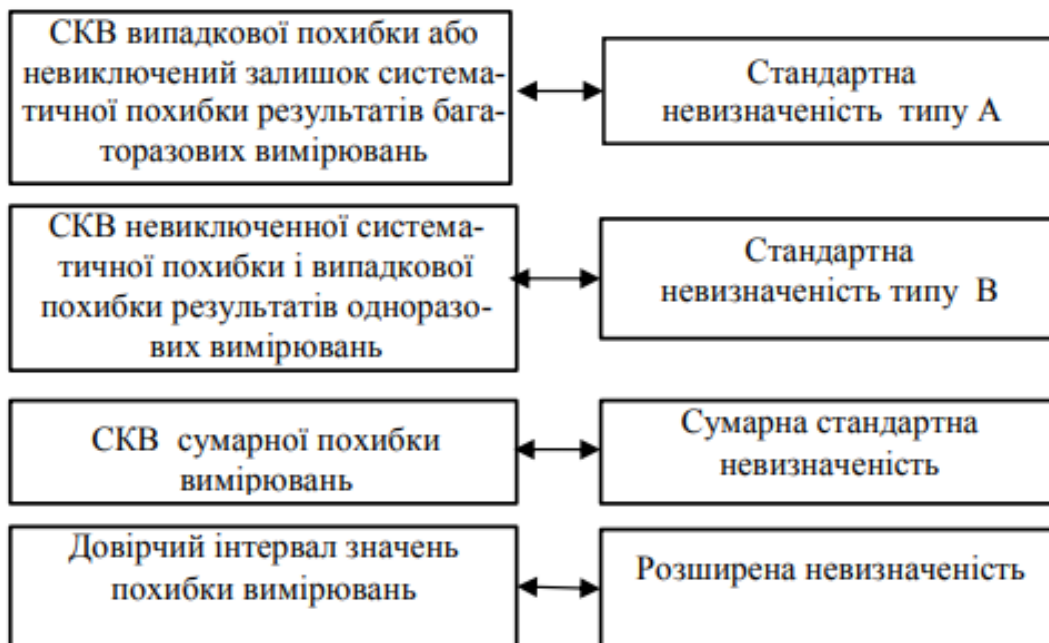 СКВ випадкової похибки або
невиключений залишок система-
тичної похибки результатів бага-
торазових вимірювань
Стандартна
невизначеність типу А
СКВ невиключенної система-
тичної похибки і випадкової
похибки результатів одноразо-
вих вимірювань
Стандартна
невизначеність типу В
СКВ сумарної похибки
вимірювань
Сумарна стандартна
невизначеність
Довірчий інтервал значень
похибки вимірювань
Розширена невизначеність